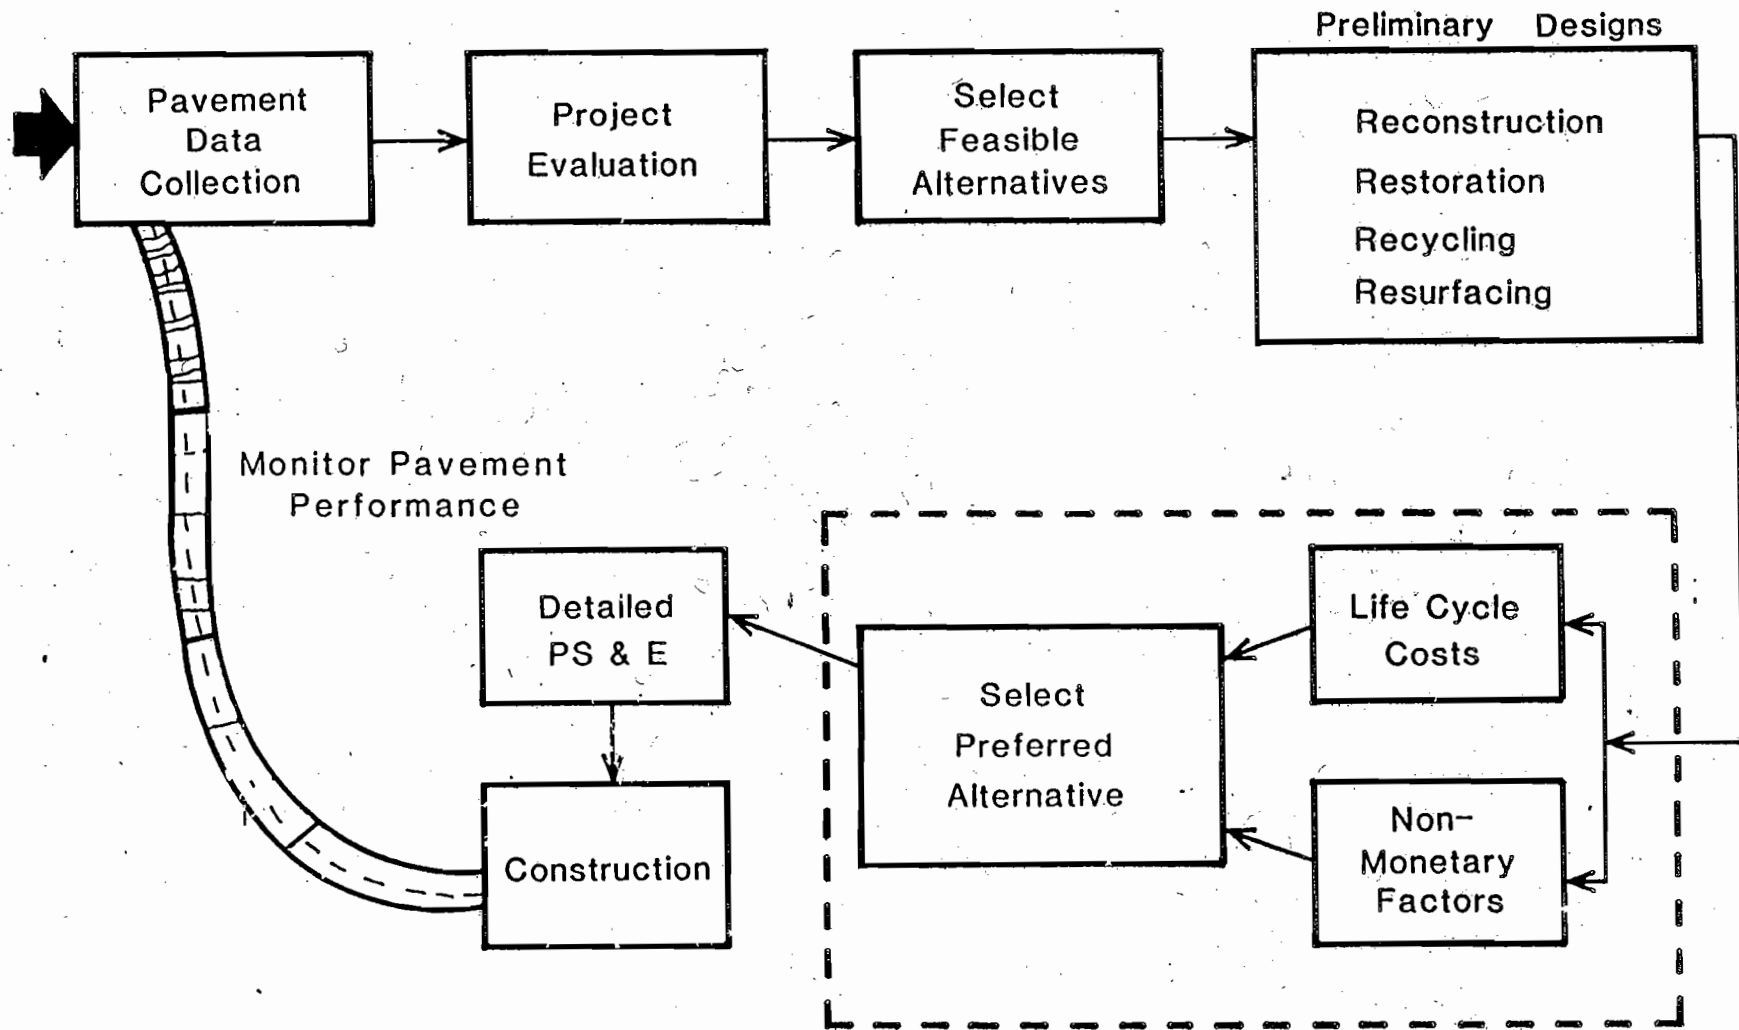 Preliminary Designs
Pavement
Data
Collection
Project
Evaluation
Select
Feasible
Alternatives
Reconstruction
Restoration
Recycling
Resurfacing
Monitor Pavement
Performance
Detailed
PS & E
Construction
Select
Preferred
Alternative
Life Cycle
Costs
Non-
Monetary
Factors